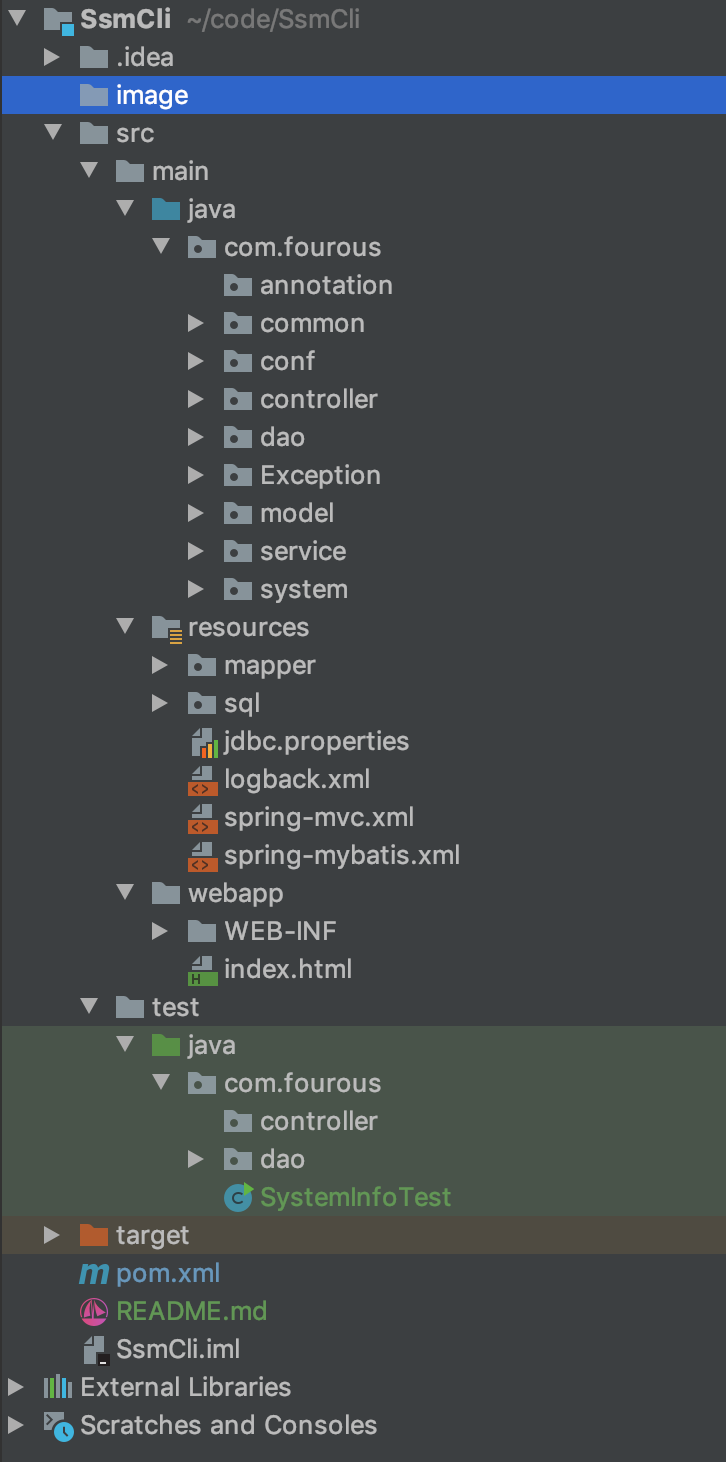 SsmCli ~/code/SsmCli
.idea
image
src
main
java
com.fourous
annotation
common
conf
controller
dao
Exception
model
service
system
resources
mapper
sql
jdbc.properties
logback.xml
spring-mvc.xml
spring-mybatis.xml
webapp
WEB-INF
index.html
test
java
com.fourous
controller
dao
SystemInfoTest
target
pom.xml
README.md
SsmCli.iml
External Libraries
Scratches and Consoles